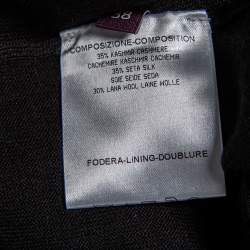 38
COMPOSIZIONE-COMPOSITION
35% KASHMIR-CASHMERE
CACHEMIRE KASCHMIR CACHEMIR
35% SETA SILK
SOIE SEIDE SEDA
30% LANA WOOL LAINE WOLLE
FODERA-LINING-DOUBLURE